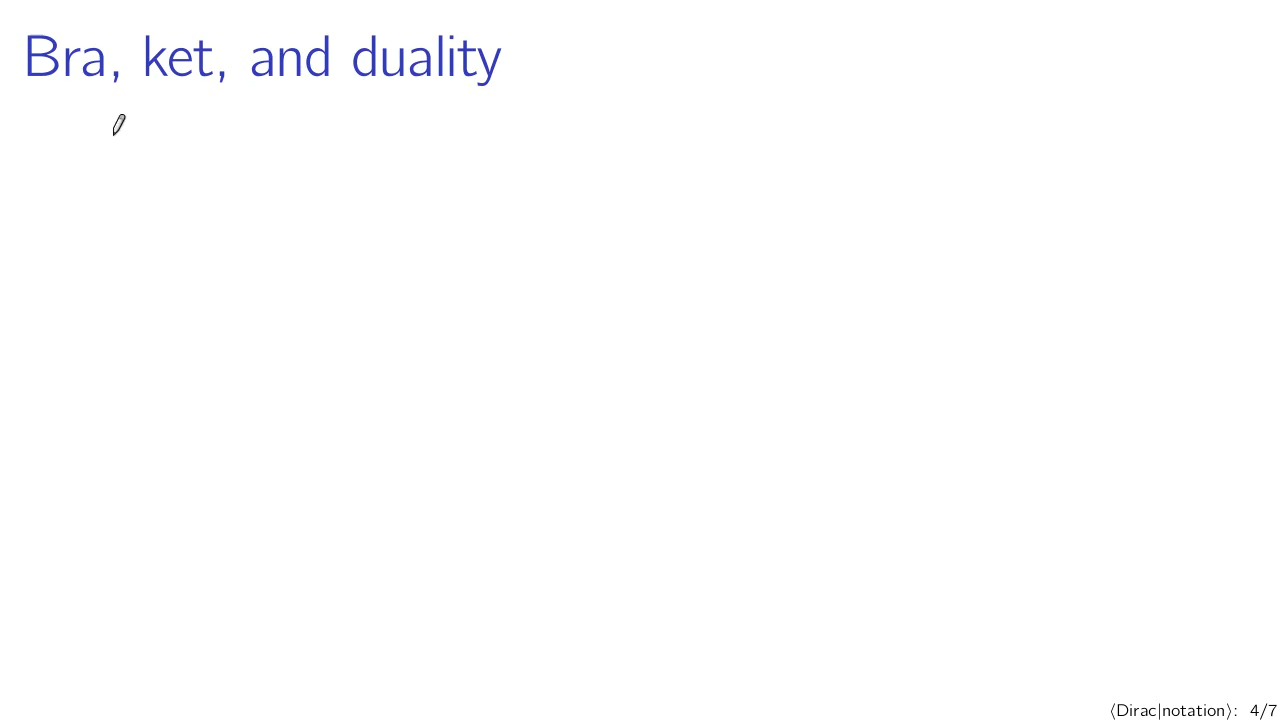 Bra, ket, and duality
⟨Dirac|notation⟩: 4/7